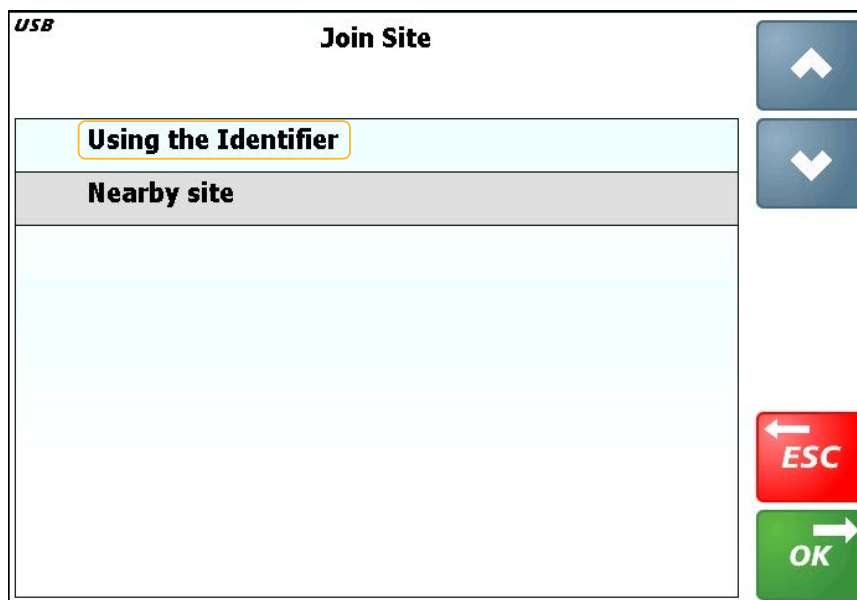 USB
Join Site
Using the Identifier
Nearby site
ESC
OK